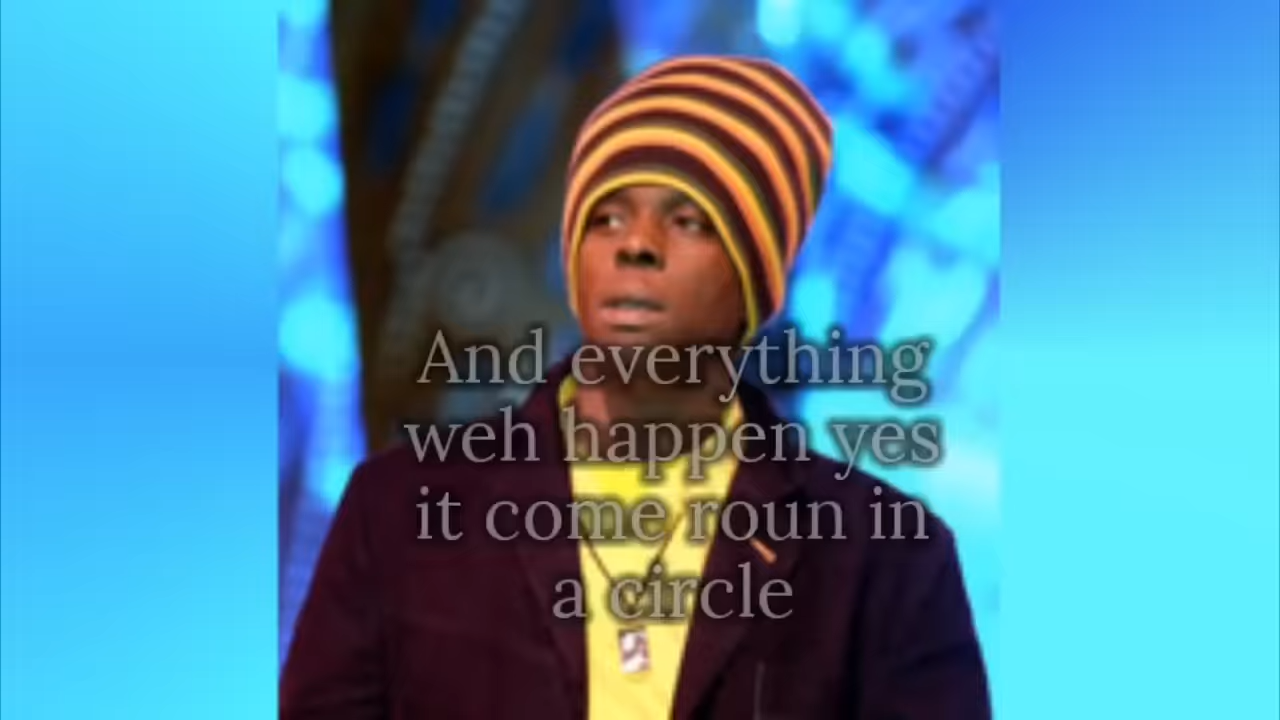 And everything
weh happen yes
it come roun in
a circle